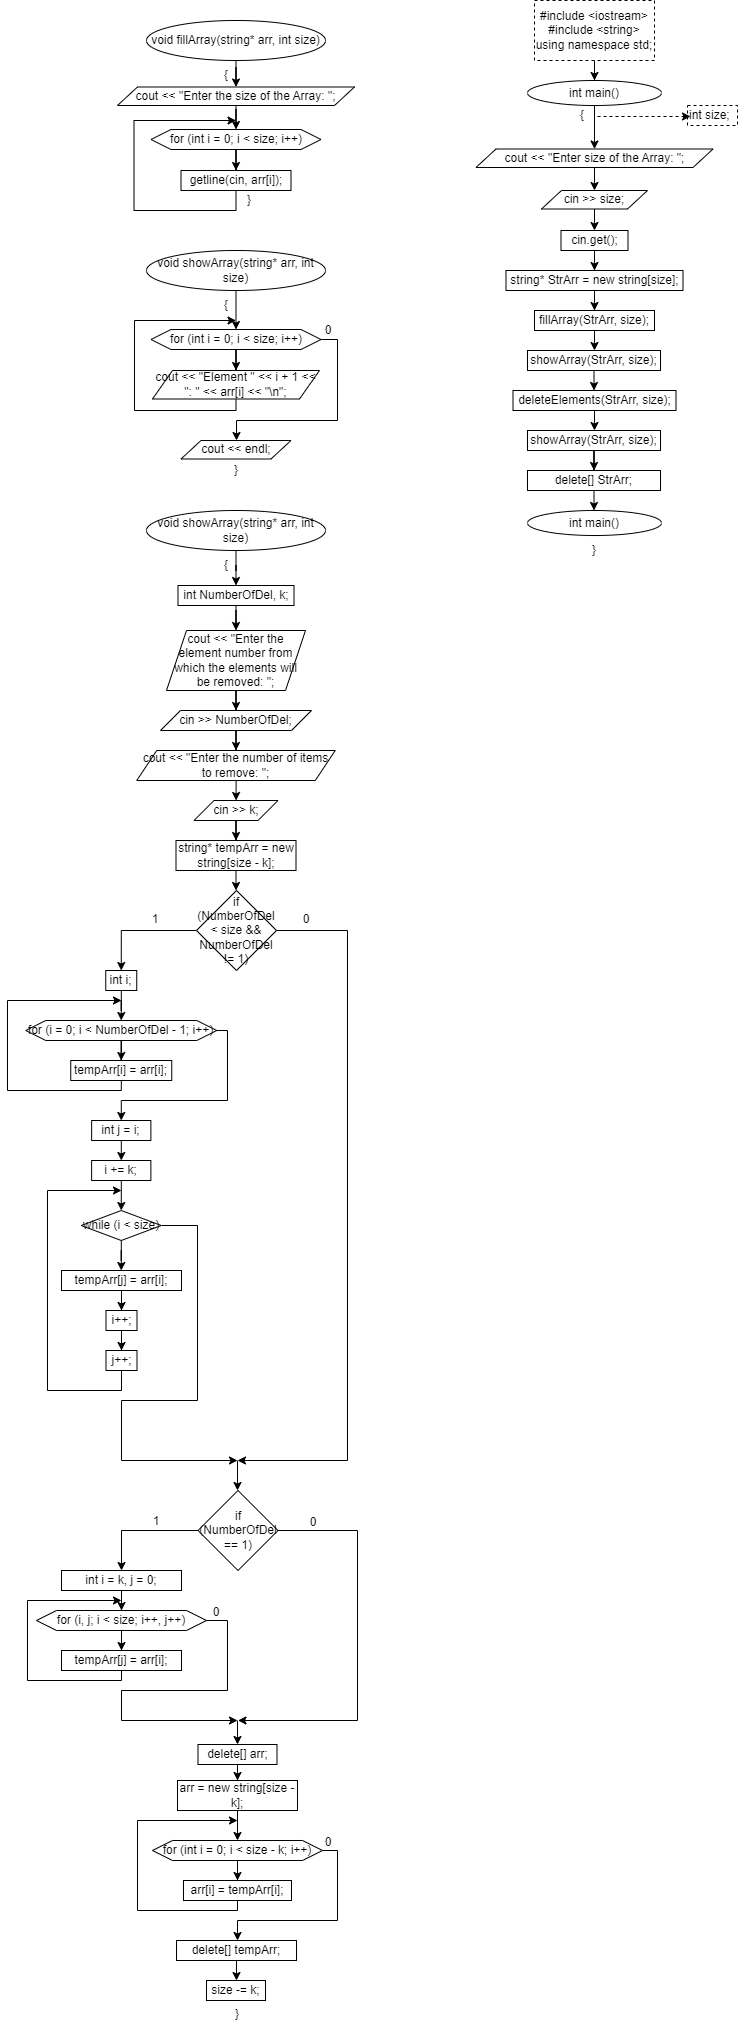 void fillArray(string* arr, int size)
{
cout << "Enter the size of the Array: ";
for (int i = 0; i < size; i++)
getline(cin, arr[i]);
}
void showArray(string* arr, int
size)
{
for (int i = 0; i < size; i++)
0
cout << "Element " << i + 1 <<
": " << arr[i] << "\n";
cout << endl;
}
void showArray(string* arr, int
size)
{
int NumberOfDel, k;
cout << "Enter the
element number from
which the elements will
be removed: ";
cin >> NumberOfDel;
cout << "Enter the number of items
to remove: ";
cin >> k;
string* tempArr = new
string[size - k];
if
(NumberOfDel
< size &&
NumberOfDel
!= 1)
1
0
int i;
for (i = 0; i < NumberOfDel - 1; i++)
tempArr[i] = arr[i];
int j = i;
i += k;
while (i < size)
tempArr[j] = arr[i];
i++;
j++;
if
(NumberOfDel
== 1)
1
0
int i = k, j = 0;
for (i, j; i < size; i++, j++)
0
tempArr[j] = arr[i];
delete[] arr;
arr = new string[size -
k];
for (int i = 0; i < size - k; i++)
0
arr[i] = tempArr[i];
delete[] tempArr;
size -= k;
}
#include <iostream>
#include <string>
using namespace std;
int main()
{
int size;
cout << "Enter size of the Array: ";
cin >> size;
cin.get();
string* StrArr = new string[size];
fillArray(StrArr, size);
showArray(StrArr, size);
deleteElements(StrArr, size);
showArray(StrArr, size);
delete[] StrArr;
int main()
}